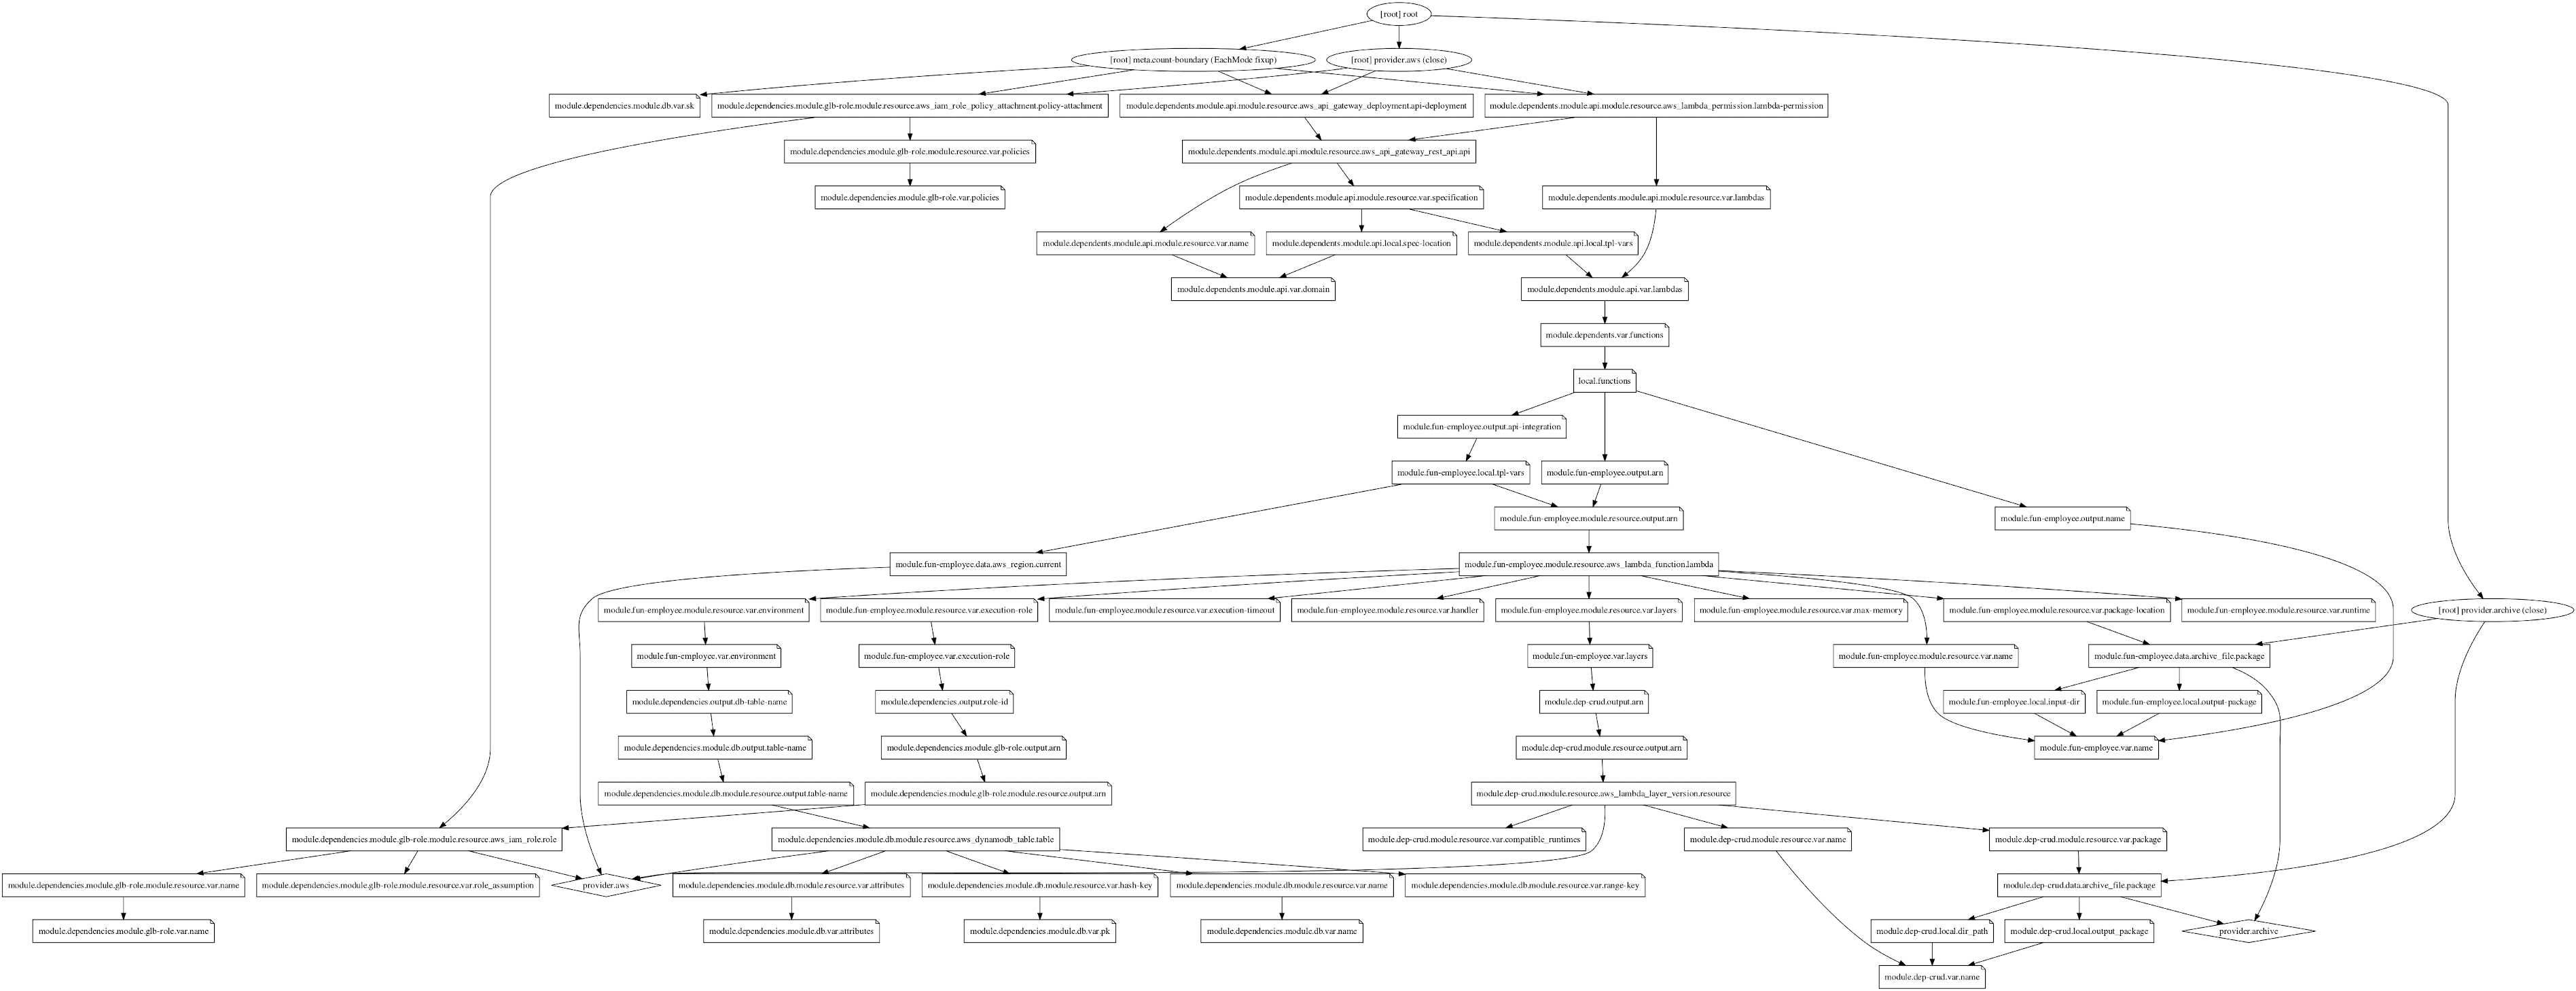 [root] root
[root] meta.count-boundary (EachMode fixup)
[root] provider.aws (close)
module.dependencies.module.db.var.sk
module.dependencies.module.glb-role.module.resource.aws_iam_role_policy_attachment.policy-attachment
module.dependents.module.api.module.resource.aws_api_gateway_deployment.api-deployment
module.dependents.module.api.module.resource.aws_lambda_permission.lambda-permission
module.dependencies.module.glb-role.module.resource.var.policies
module.dependents.module.api.module.resource.aws_api_gateway_rest_api.api
module.dependencies.module.glb-role.var.policies
module.dependents.module.api.module.resource.var.specification
module.dependents.module.api.module.resource.var.lambdas
module.dependents.module.api.module.resource.var.name
module.dependents.module.api.local.spec-location
module.dependents.module.api.local.tpl-vars
module.dependents.module.api.var.domain
module.dependents.module.api.var.lambdas
module.dependents.var.functions
local.functions
module.fun-employee.output.api-integration
module.fun-employee.local.tpl-vars
module.fun-employee.output.arn
module.fun-employee.module.resource.output.arn
module.fun-employee.output.name
module.fun-employee.data.aws_region.current
module.fun-employee.module.resource.aws_lambda_function.lambda
module.fun-employee.module.resource.var.environment
module.fun-employee.module.resource.var.execution-role
module.fun-employee.module.resource.var.execution-timeout
module.fun-employee.module.resource.var.handler
module.fun-employee.module.resource.var.layers
module.fun-employee.module.resource.var.max-memory
module.fun-employee.module.resource.var.package-location
module.fun-employee.module.resource.var.runtime
[root] provider.archive (close)
module.fun-employee.var.environment
module.fun-employee.var.execution-role
module.fun-employee.var.layers
module.fun-employee.module.resource.var.name
module.fun-employee.data.archive_file.package
module.dependencies.output.db-table-name
module.dependencies.output.role-id
module.dep-crud.output.arn
module.fun-employee.local.input-dir
module.fun-employee.local.output-package
module.dependencies.module.db.output.table-name
module.dependencies.module.glb-role.output.arn
module.dep-crud.module.resource.output.arn
module.fun-employee.var.name
module.dependencies.module.db.module.resource.output.table-name
module.dependencies.module.glb-role.module.resource.output.arn
module.dep-crud.module.resource.aws_lambda_layer_version.resource
module.dependencies.module.glb-role.module.resource.aws_iam_role.role
module.dependencies.module.db.module.resource.aws_dynamodb_table.table
module.dep-crud.module.resource.var.compatible_runtimes
module.dep-crud.module.resource.var.name
module.dep-crud.module.resource.var.package
module.dependencies.module.glb-role.module.resource.var.name
module.dependencies.module.glb-role.module.resource.var.role_assumption
provider.aws
module.dependencies.module.db.module.resource.var.attributes
module.dependencies.module.db.module.resource.var.hash-key
module.dependencies.module.db.module.resource.var.name
module.dependencies.module.db.module.resource.var.range-key
module.dep-crud.data.archive_file.package
module.dependencies.module.glb-role.var.name
module.dependencies.module.db.var.attributes
module.dependencies.module.db.var.pk
module.dependencies.module.db.var.name
module.dep-crud.local.dir_path
module.dep-crud.local.output_package
provider.archive
module.dep-crud.var.name